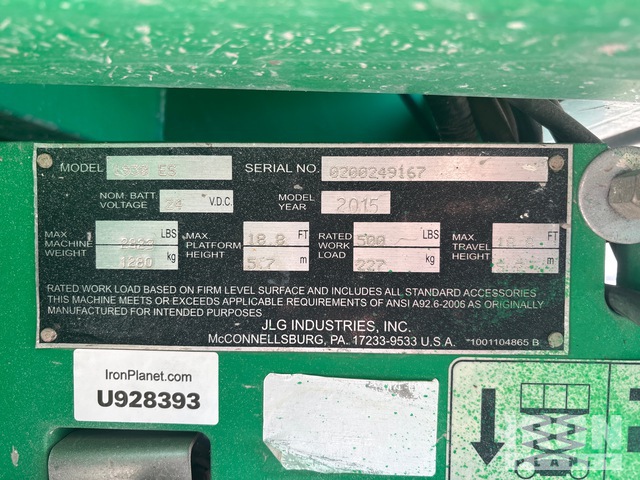 MODEL ES SERIAL NO. 0200249167
NOM. BATT. VOLTAGE 24 V.D.C. MODEL YEAR 2015
MAX MACHINE WEIGHT LBS 1280 kg
MAX. PLATFORM HEIGHT 18.8 FT 5.7 m
RATED WORK LOAD 500 LBS 227 kg
MAX. TRAVEL HEIGHT FT m
RATED WORK LOAD BASED ON FIRM LEVEL SURFACE AND INCLUDES ALL STANDARD ACCESSORIES
THIS MACHINE MEETS OR EXCEEDS APPLICABLE REQUIREMENTS OF ANSI A92.6-2006 AS ORIGINALLY
MANUFACTURED FOR INTENDED PURPOSES
JLG INDUSTRIES, INC.
McCONNELLSBURG, PA. 17233-9533 U.S.A. *1001104865 B
IronPlanet.com
U928393
IRON
PLANET